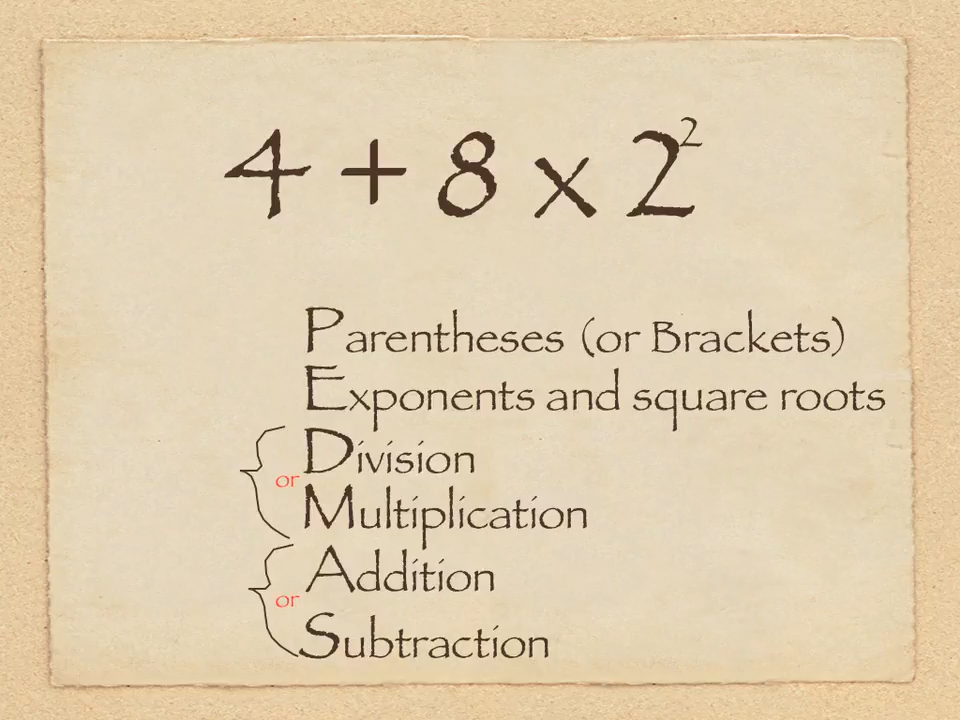 4 + 8 x 2²
Parentheses (or Brackets)
Exponents and square roots
Division
or
Multiplication
Addition
or
Subtraction